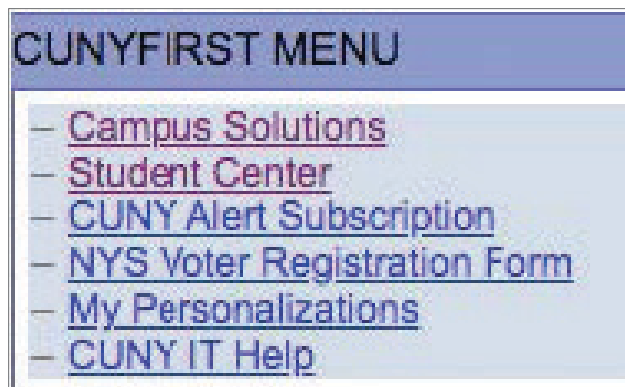 CUNYFIRST MENU
– Campus Solutions
– Student Center
– CUNY Alert Subscription
– NYS Voter Registration Form
– My Personalizations
– CUNY IT Help